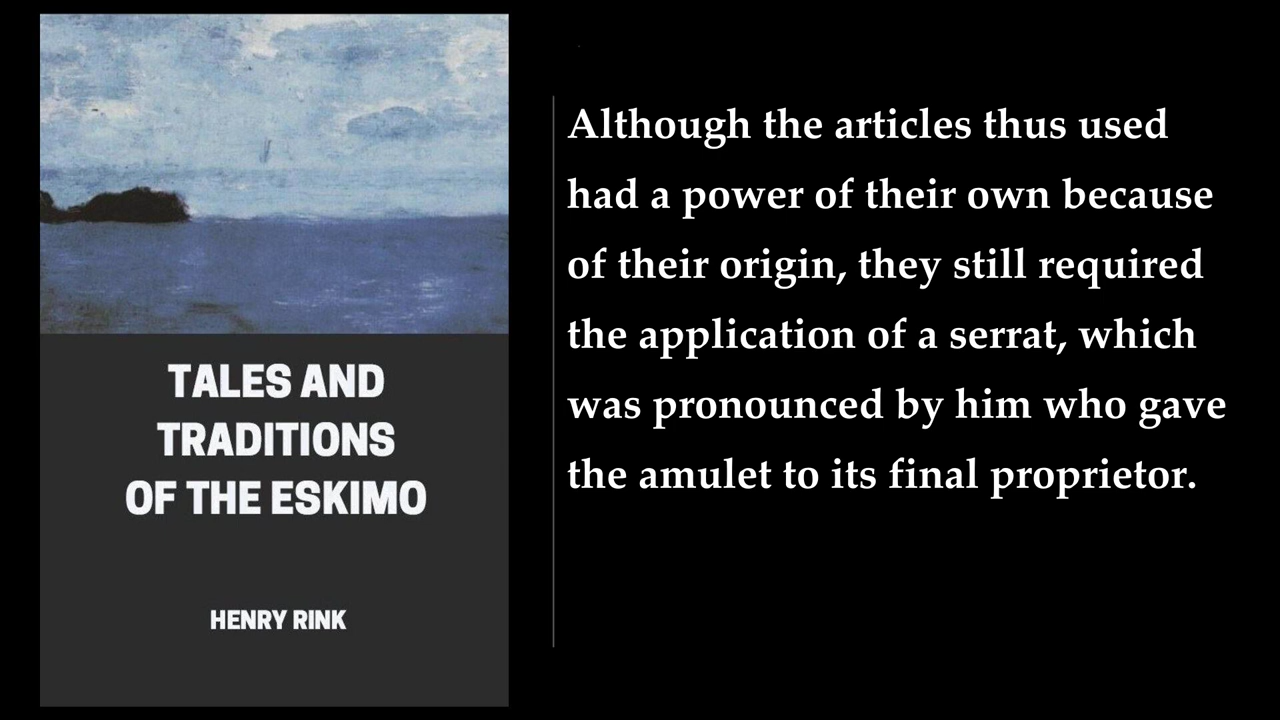 TALES AND
TRADITIONS
OF THE ESKIMO
HENRY RINK
Although the articles thus used
had a power of their own because
of their origin, they still required
the application of a serrat, which
was pronounced by him who gave
the amulet to its final proprietor.